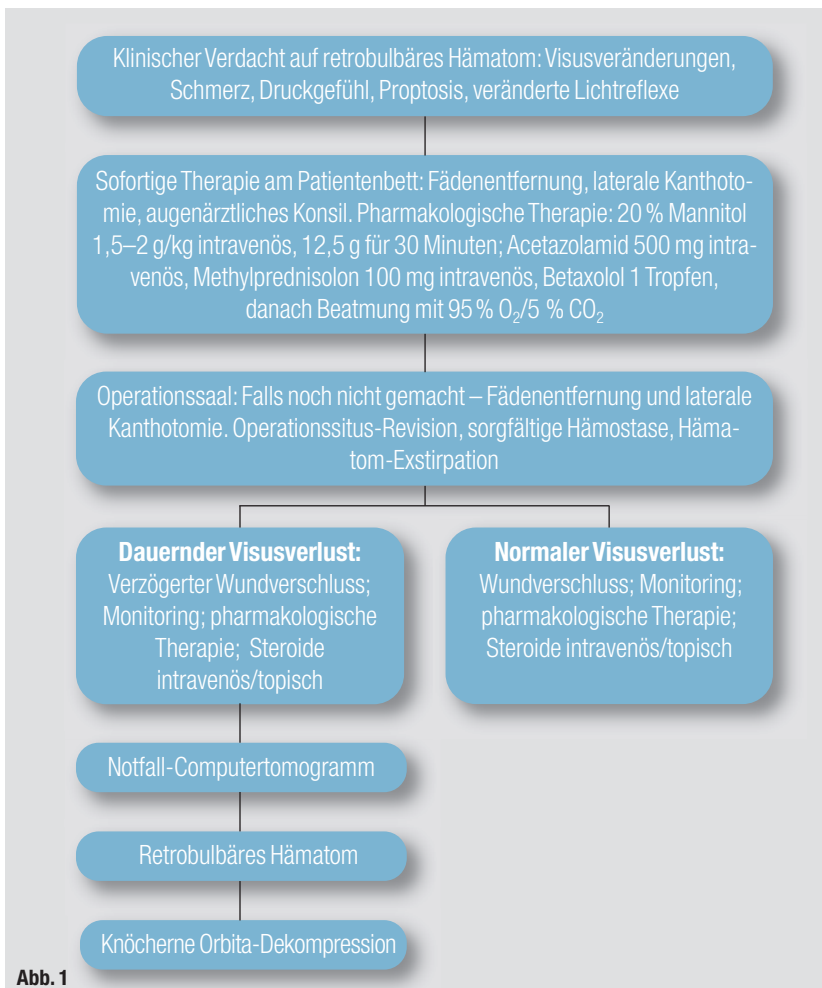 Klinischer Verdacht auf retrobulbäres Hämatom: Visusveränderungen,
Schmerz, Druckgefühl, Proptosis, veränderte Lichtreflexe
Sofortige Therapie am Patientenbett: Fädenentfernung, laterale Kanthoto-
mie, augenärztliches Konsil. Pharmakologische Therapie: 20 % Mannitol
1,5–2 g/kg intravenös, 12,5 g für 30 Minuten; Acetazolamid 500 mg intra-
venös, Methylprednisolon 100 mg intravenös, Betaxolol 1 Tropfen,
danach Beatmung mit 95 % O₂/5 % CO₂
Operationssaal: Falls noch nicht gemacht – Fädenentfernung und laterale
Kanthotomie. Operationssitus-Revision, sorgfältige Hämostase, Häma-
tom-Exstirpation
Dauernder Visusverlust:
Verzögerter Wundverschluss;
Monitoring; pharmakologische
Therapie; Steroide
intravenös/topisch
Normaler Visusverlust:
Wundverschluss; Monitoring;
pharmakologische Therapie;
Steroide intravenös/topisch
Notfall-Computertomogramm
Retrobulbäres Hämatom
Knöcherne Orbita-Dekompression
Abb. 1